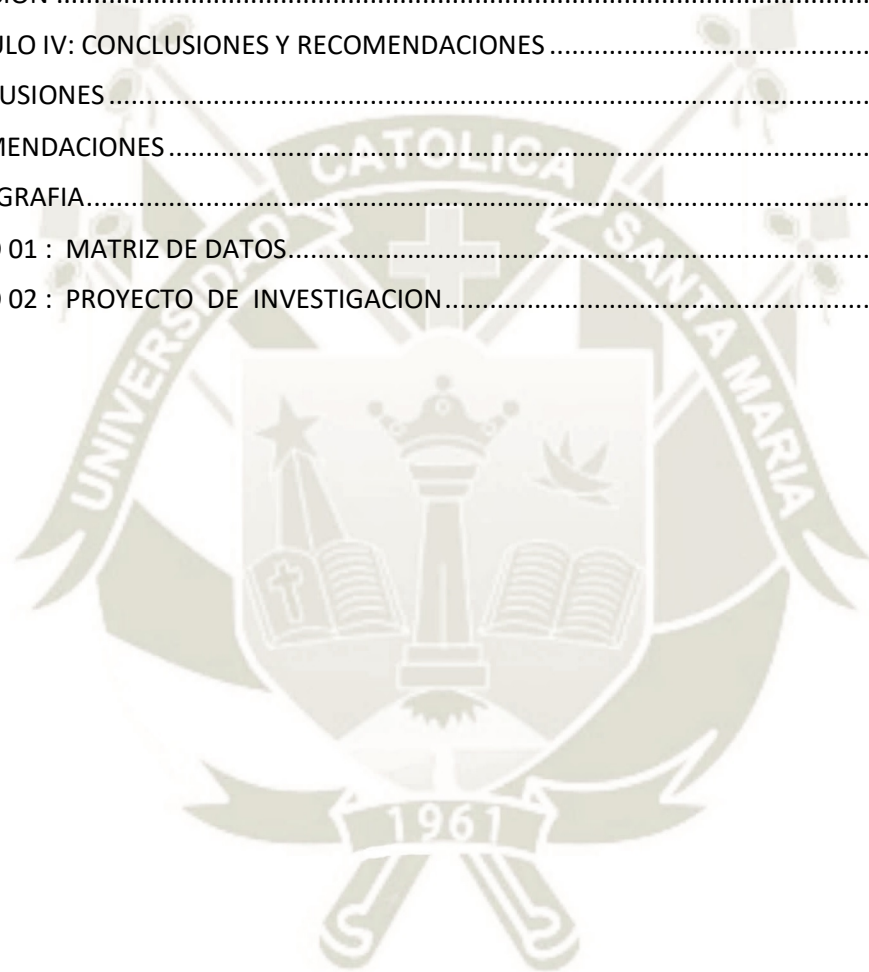 ULO IV: CONCLUSIONES Y RECOMENDACIONES
USIONES
MENDACIONES
GRAFIA
01 : MATRIZ DE DATOS
02 : PROYECTO DE INVESTIGACION
UNIVERSIDAD CATOLICA SANTA MARIA
1961